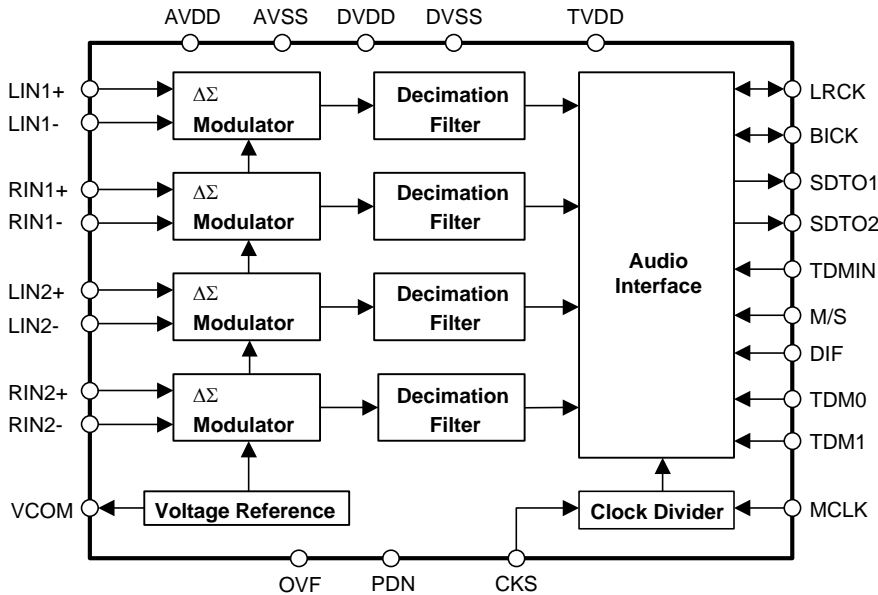 AVDD AVSS DVDD DVSS TVDD
LIN1+
LIN1-
ΔΣ
Modulator
Decimation
Filter
RIN1+
RIN1-
ΔΣ
Modulator
Decimation
Filter
LIN2+
LIN2-
ΔΣ
Modulator
Decimation
Filter
RIN2+
RIN2-
ΔΣ
Modulator
Decimation
Filter
Audio
Interface
LRCK
BICK
SDTO1
SDTO2
TDMIN
M/S
DIF
TDM0
TDM1
VCOM
Voltage Reference
Clock Divider
MCLK
OVF PDN CKS